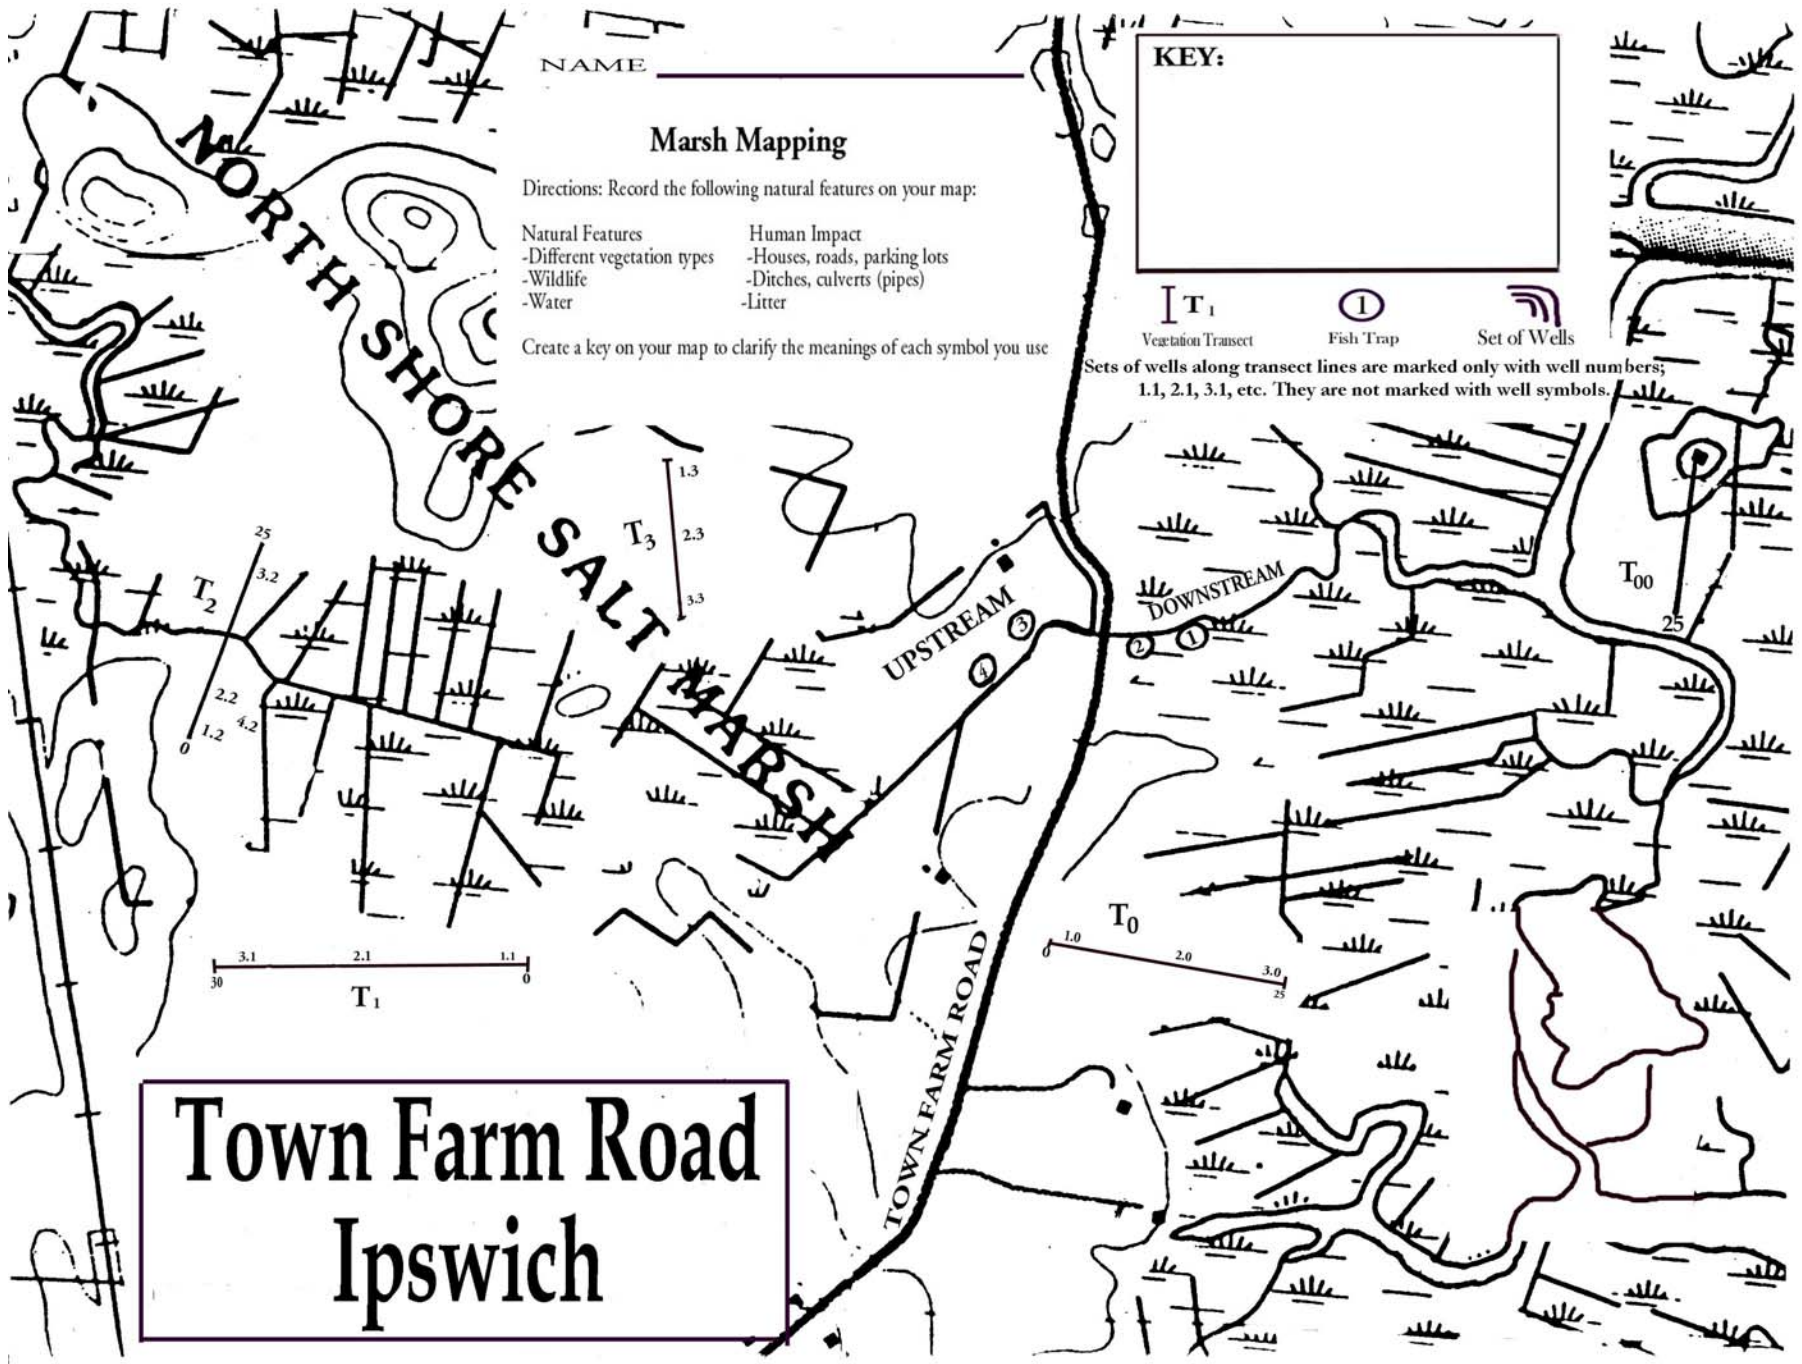 NAME
KEY:
Marsh Mapping
Directions: Record the following natural features on your map:
Natural Features Human Impact
-Different vegetation types -Houses, roads, parking lots
-Wildlife -Ditches, culverts (pipes)
-Water -Litter
Create a key on your map to clarify the meanings of each symbol you use
T1 1
Vegetation Transect Fish Trap Set of Wells
Sets of wells along transect lines are marked only with well numbers;
1.1, 2.1, 3.1, etc. They are not marked with well symbols.
NORTH SHORE SALT MARSH
1.3
T3 2.3
3.3
25
3.2
T2
2.2
1.2 4.2
0
UPSTREAM
3
4
DOWNSTREAM
2 1
T00
25
3.1 2.1 1.1
30 0
T1
T0
1.0 2.0 3.0
0 25
TOWN FARM ROAD
Town Farm Road
Ipswich